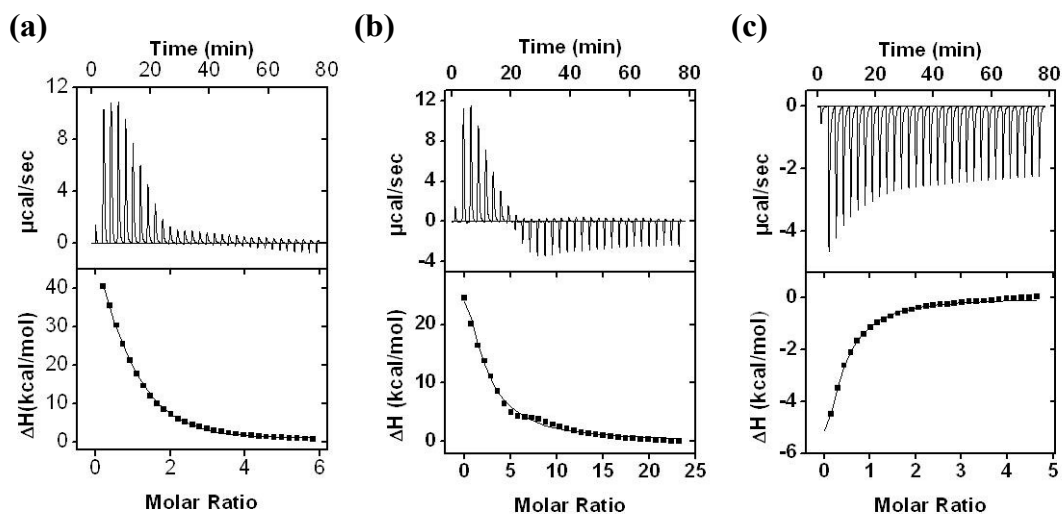 (a)
Time (min)
0 20 40 60 80
12
8
4
0
µcal/sec
40
30
20
10
0
ΔH(kcal/mol)
0 2 4 6
Molar Ratio
(b)
Time (min)
0 20 40 60 80
12
8
4
0
-4
µcal/sec
20
10
0
ΔH (kcal/mol)
0 5 10 15 20 25
Molar Ratio
(c)
Time (min)
0 20 40 60 80
0
-2
-4
µcal/sec
0
-2
-4
-6
ΔH (kcal/mol)
0 1 2 3 4 5
Molar Ratio